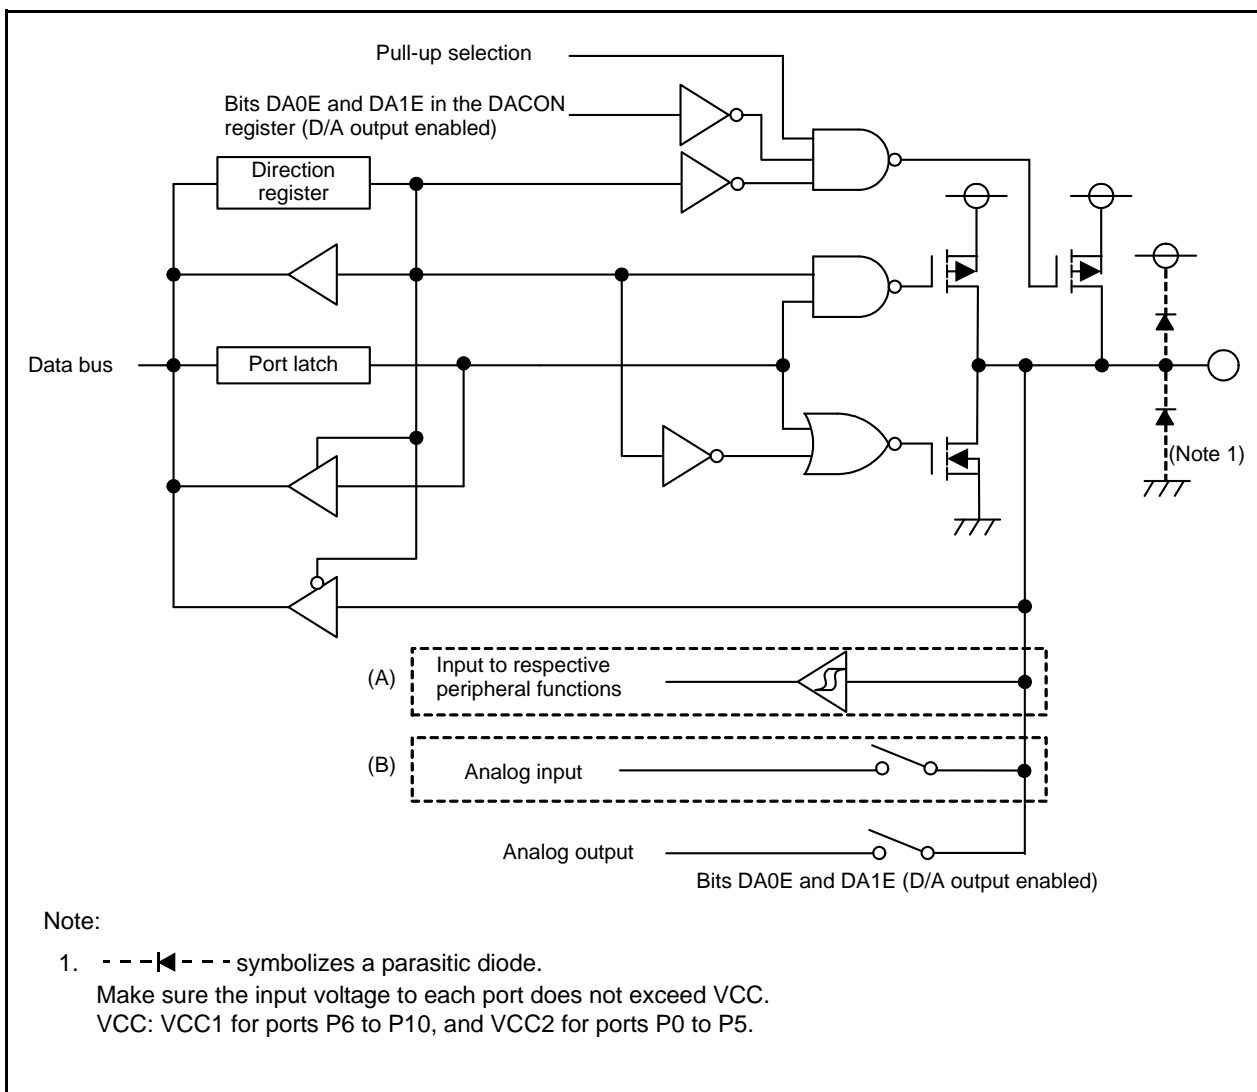 Pull-up selection
Bits DA0E and DA1E in the DACON
register (D/A output enabled)
Direction
register
Data bus
Port latch
(Note 1)
(A)
Input to respective
peripheral functions
(B)
Analog input
Analog output
Bits DA0E and DA1E (D/A output enabled)
Note:
1. symbolizes a parasitic diode.
Make sure the input voltage to each port does not exceed VCC.
VCC: VCC1 for ports P6 to P10, and VCC2 for ports P0 to P5.